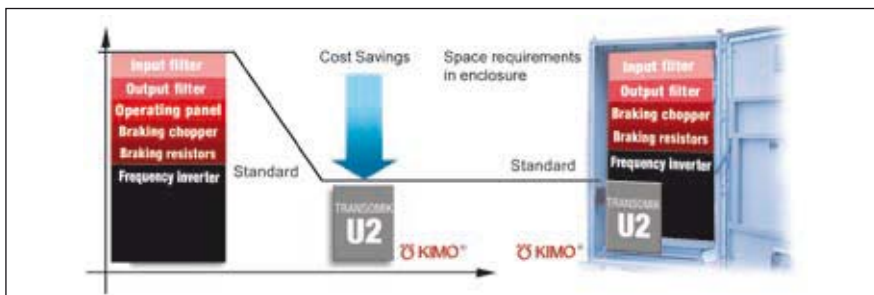 Input filter
Output filter
Operating panel
Braking chopper
Braking resistors
Frequency inverter
Standard
Cost Savings
TRANSOMIK
U2
KIMO®
Space requirements
in enclosure
Standard
KIMO®
Input filter
Output filter
Braking chopper
Braking resistors
Frequency inverter
TRANSOMIK
U2